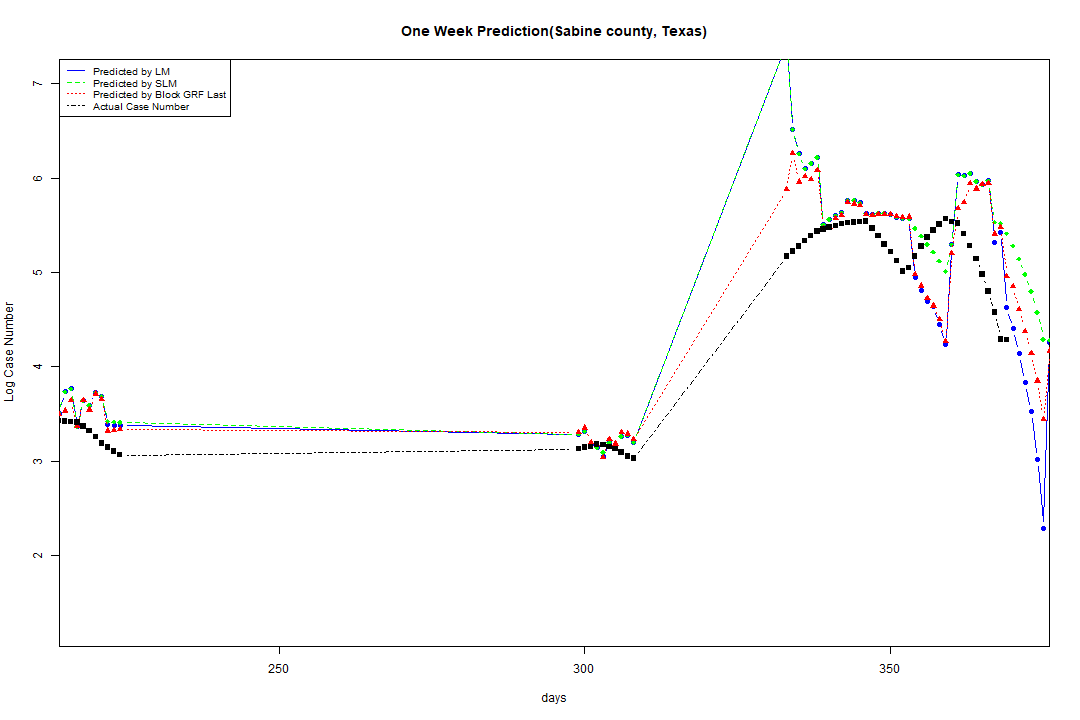 One Week Prediction(Sabine county, Texas)
Predicted by LM
Predicted by SLM
Predicted by Block GRF Last
Actual Case Number
7
6
5
4
3
2
Log Case Number
250 300 350
days